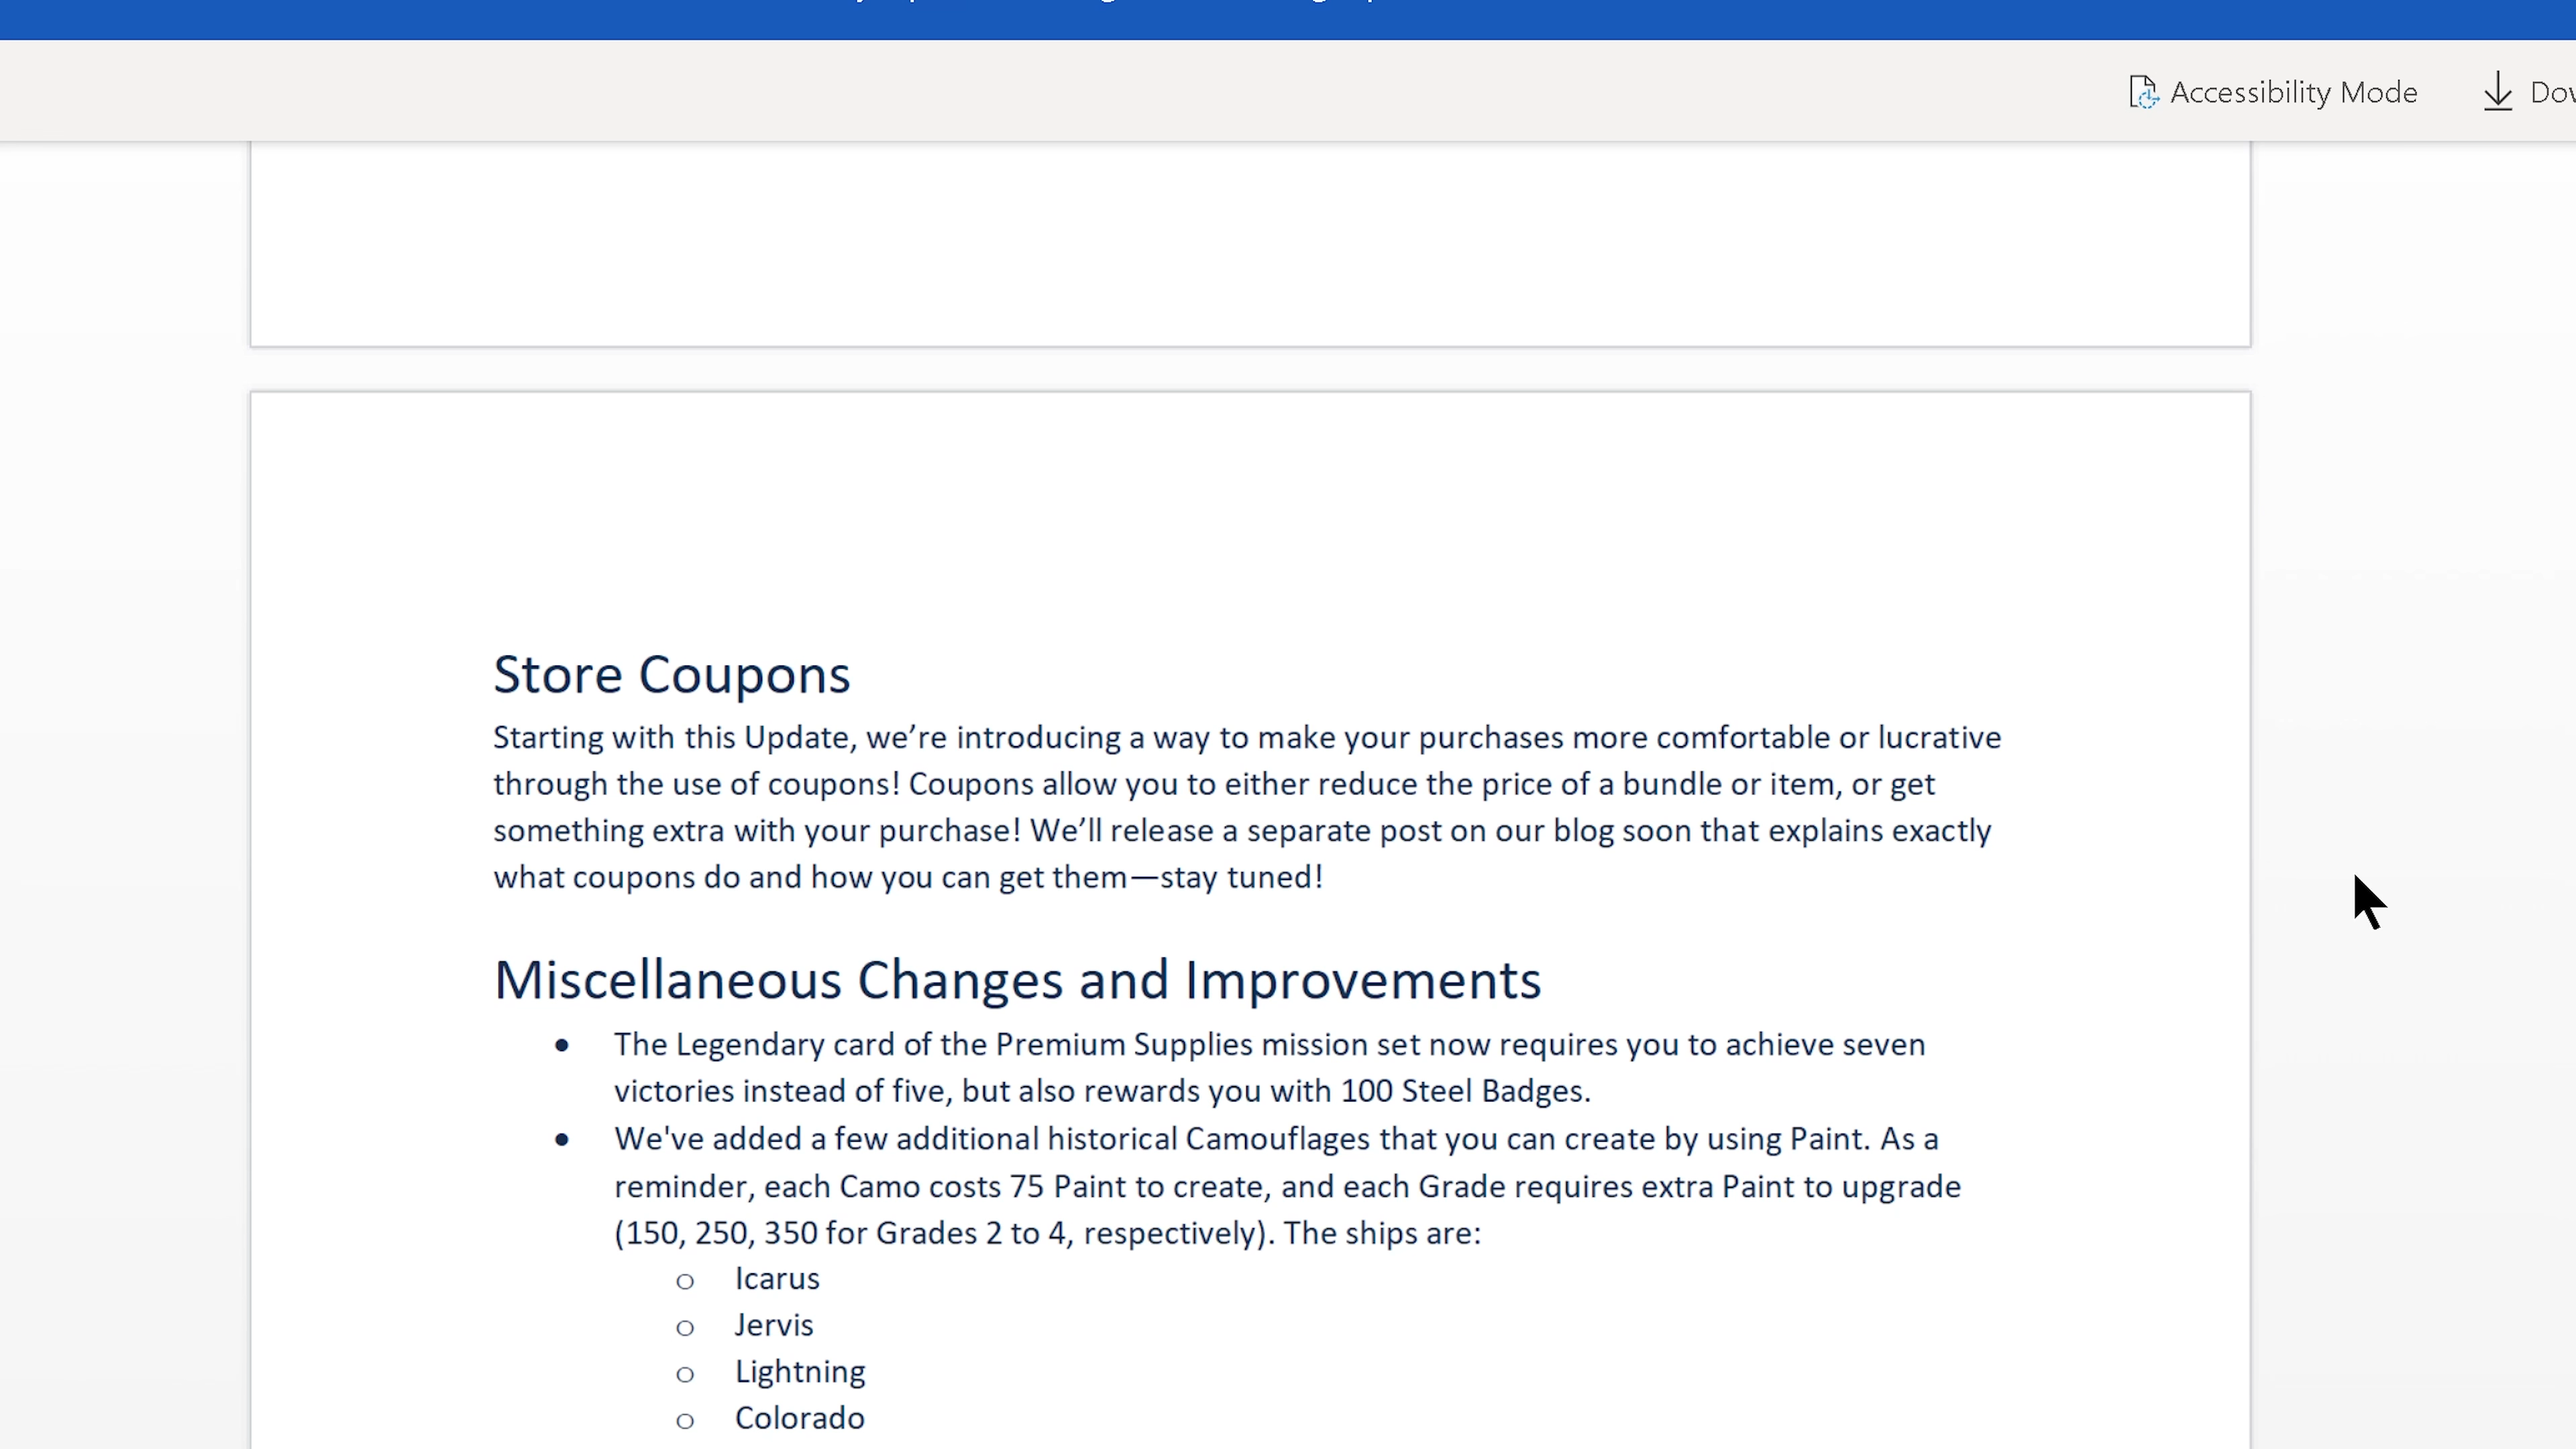 Accessibility Mode
Store Coupons
Starting with this Update, we’re introducing a way to make your purchases more comfortable or lucrative
through the use of coupons! Coupons allow you to either reduce the price of a bundle or item, or get
something extra with your purchase! We’ll release a separate post on our blog soon that explains exactly
what coupons do and how you can get them—stay tuned!
Miscellaneous Changes and Improvements
• The Legendary card of the Premium Supplies mission set now requires you to achieve seven
victories instead of five, but also rewards you with 100 Steel Badges.
• We've added a few additional historical Camouflages that you can create by using Paint. As a
reminder, each Camo costs 75 Paint to create, and each Grade requires extra Paint to upgrade
(150, 250, 350 for Grades 2 to 4, respectively). The ships are:
o Icarus
o Jervis
o Lightning
o Colorado